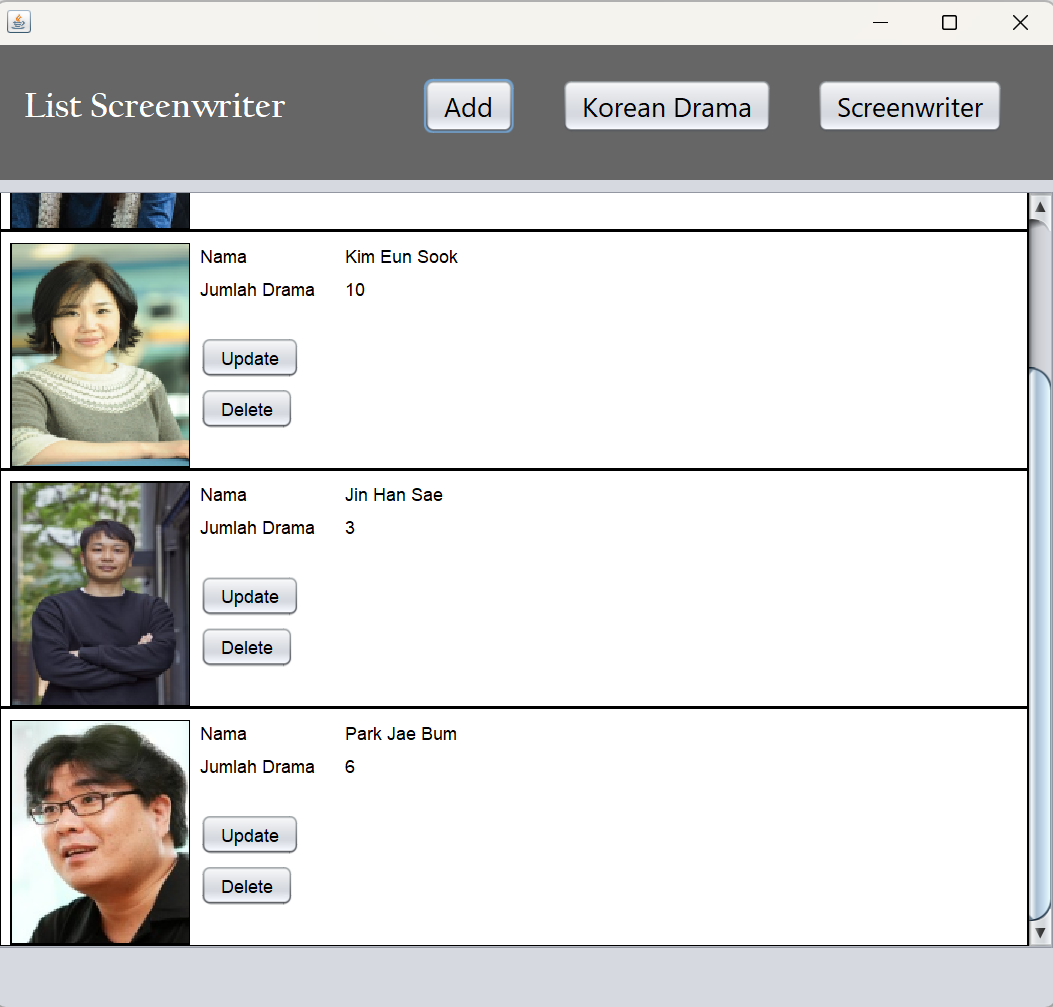 List Screenwriter
Add
Korean Drama
Screenwriter
Nama Kim Eun Sook
Jumlah Drama 10
Update
Delete
Nama Jin Han Sae
Jumlah Drama 3
Update
Delete
Nama Park Jae Bum
Jumlah Drama 6
Update
Delete